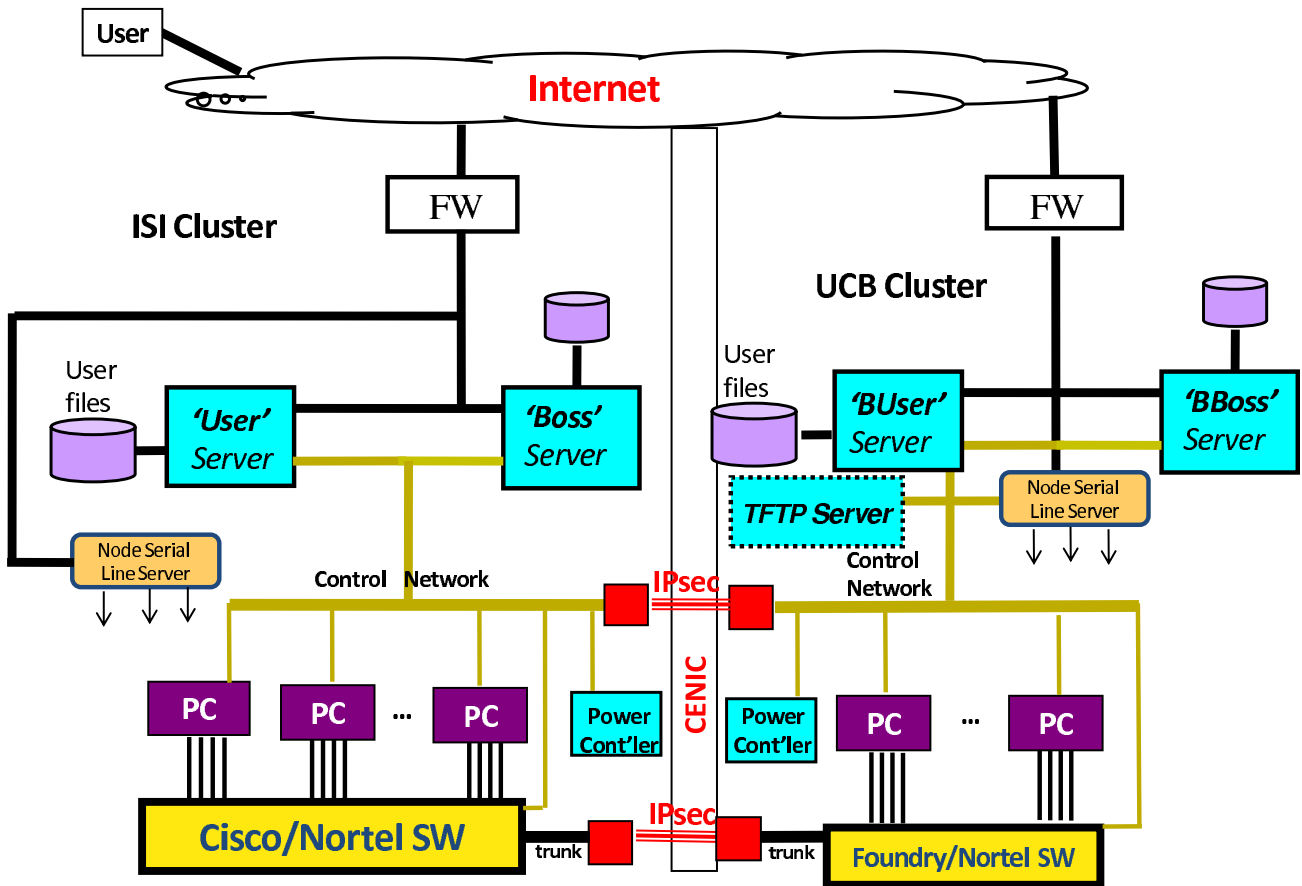 User
Internet
FW
FW
ISI Cluster
UCB Cluster
User
files
‘User’
Server
‘Boss’
Server
User
files
‘BUser’
Server
‘BBoss’
Server
TFTP Server
Node Serial
Line Server
Node Serial
Line Server
Control Network
IPsec
Control
Network
PC
PC
...
PC
Power
Cont’ler
CENIC
Power
Cont’ler
PC
...
PC
Cisco/Nortel SW
trunk
IPsec
trunk
Foundry/Nortel SW